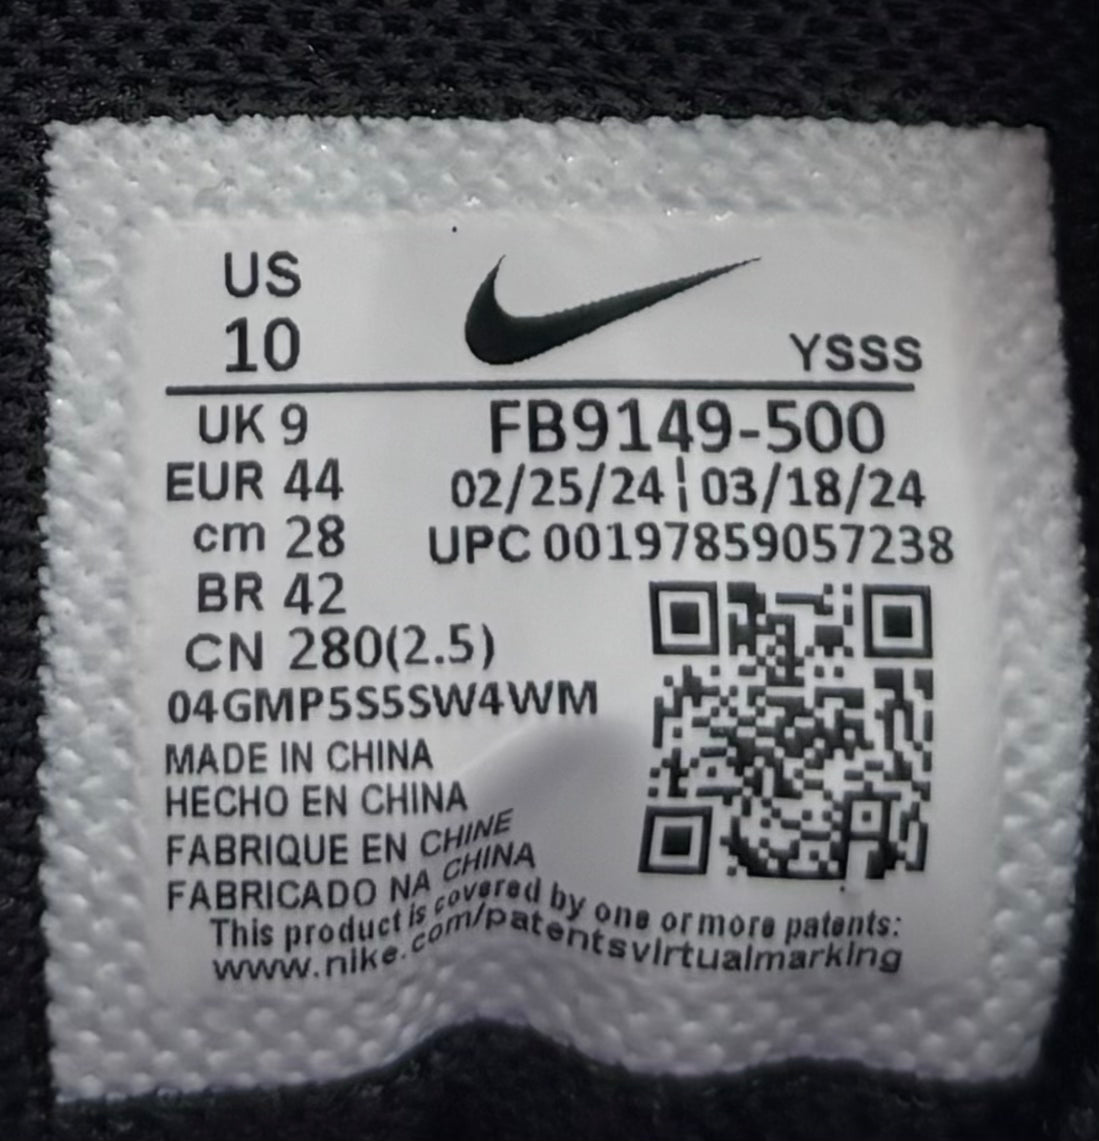 US
10
YSSS
UK 9
FB9149-500
EUR 44
02/25/24 ¦ 03/18/24
cm 28
UPC 00197859057238
BR 42
CN 280(2.5)
04GMP5S5SW4WM
MADE IN CHINA
HECHO EN CHINA
FABRIQUE EN CHINE
FABRICADO NA CHINA
This product is covered by one or more patents:
www.nike.com/patentsvirtualmarking